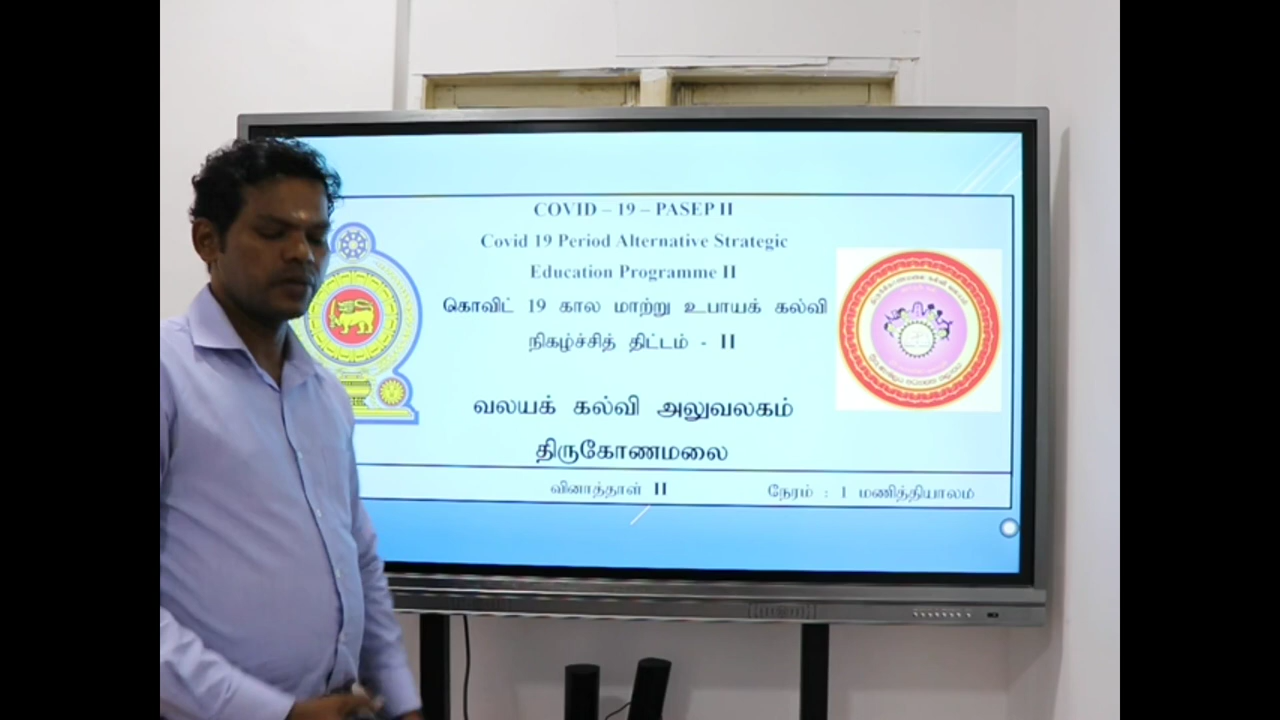 COVID – 19 – PASEP II
Covid 19 Period Alternative Strategic
Education Programme II
கொவிட் 19 கால மாற்று உபாயக் கல்வி
நிகழ்ச்சித் திட்டம் - II
வலயக் கல்வி அலுவலகம்
திருகோணமலை
வினாத்தாள் II நேரம் : 1 மணித்தியாலம்